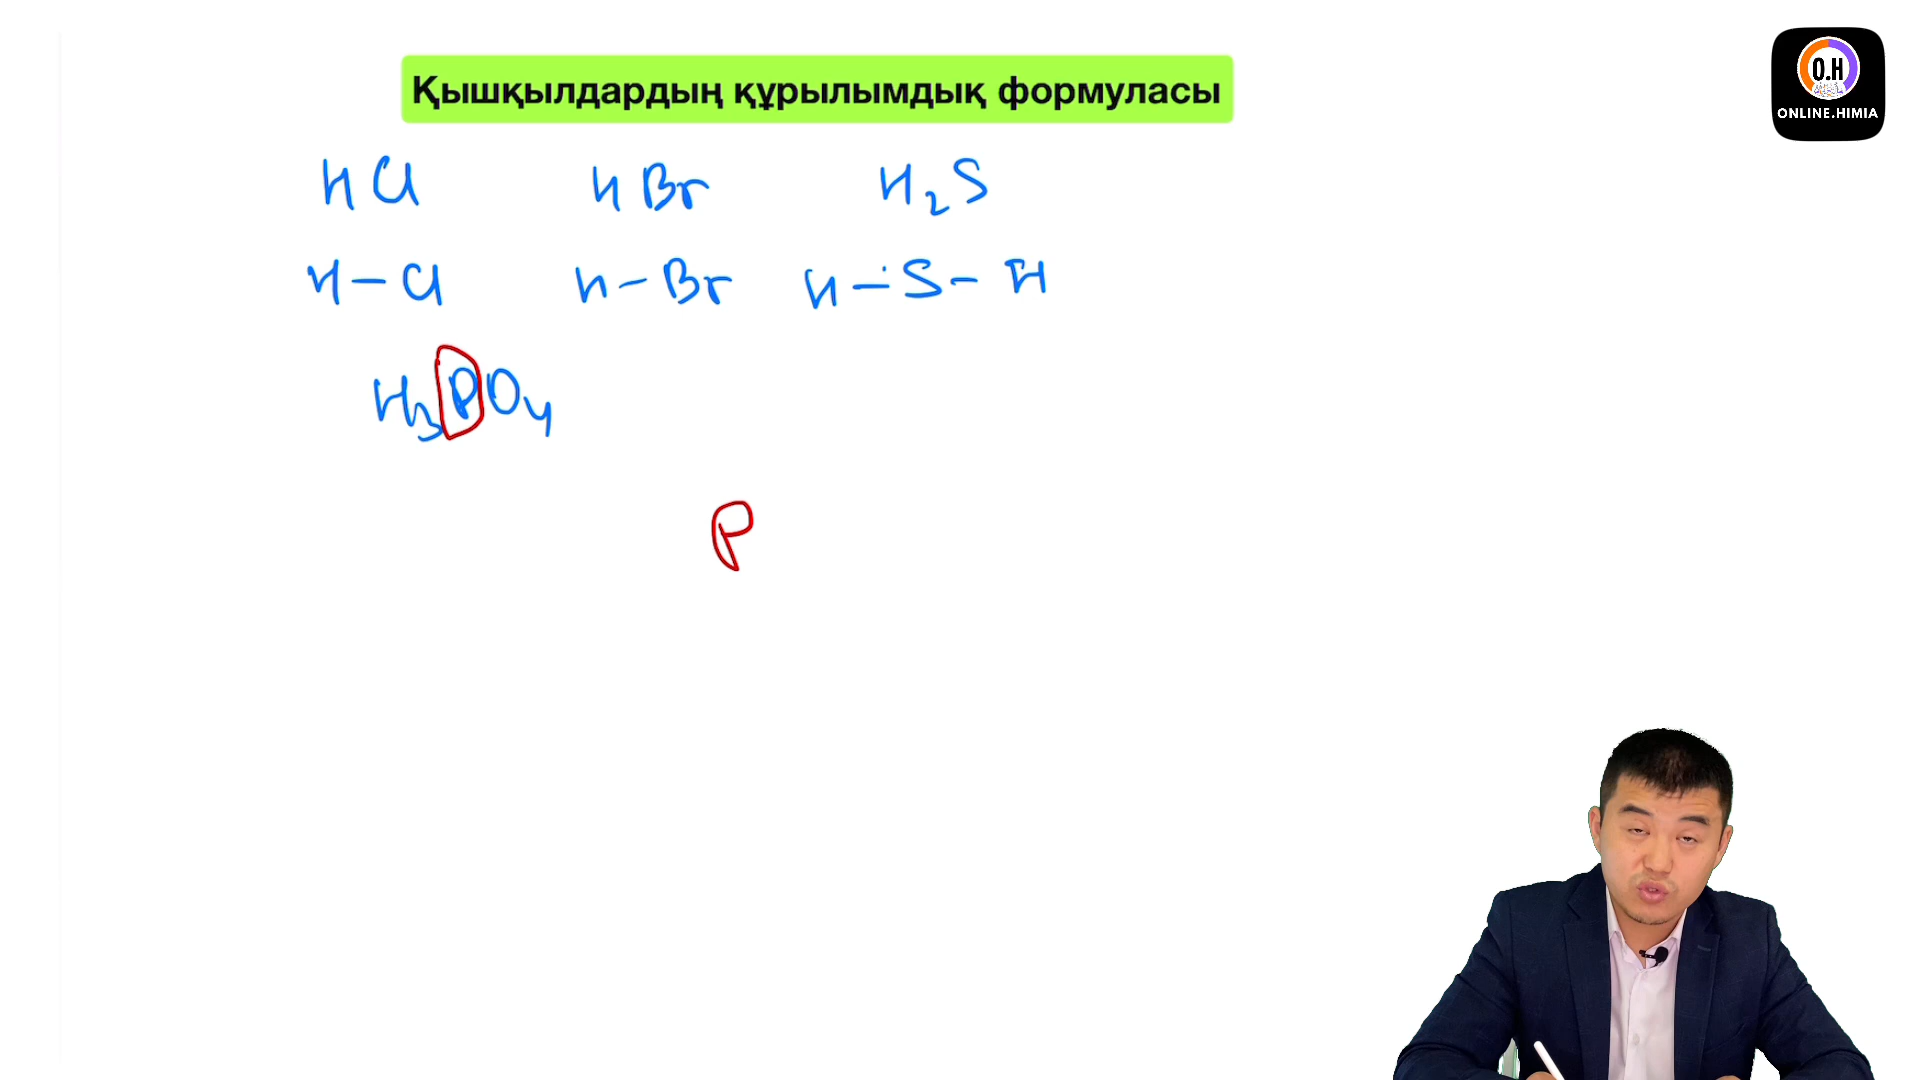 Қышқылдардың құрылымдық формуласы
O.H
ONLINE.HIMIA
HCl HBr H₂S
H–Cl H–Br H–S–H
H₃PO₄
P